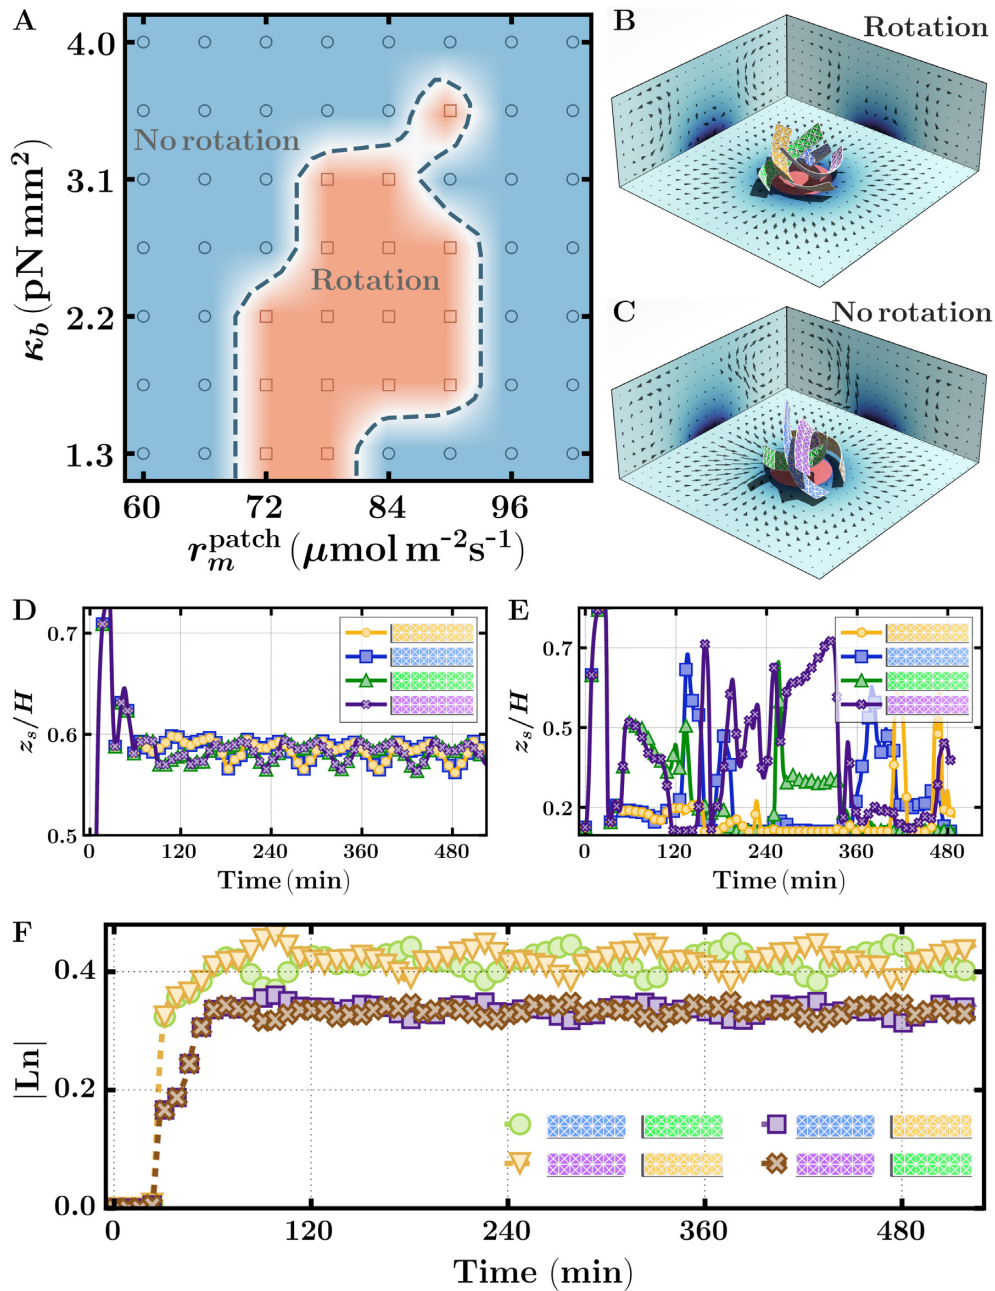 A
4.0
3.1
2.2
1.3
κb (pN mm²)
No rotation
Rotation
60 72 84 96
r_m^patch (μmol m⁻²s⁻¹)
B
Rotation
C
No rotation
D
0.7
0.6
0.5
z_s/H
0 120 240 360 480
Time (min)
E
0.7
0.5
0.2
z_s/H
0 120 240 360 480
Time (min)
F
0.4
0.2
0.0
|Ln|
0 120 240 360 480
Time (min)